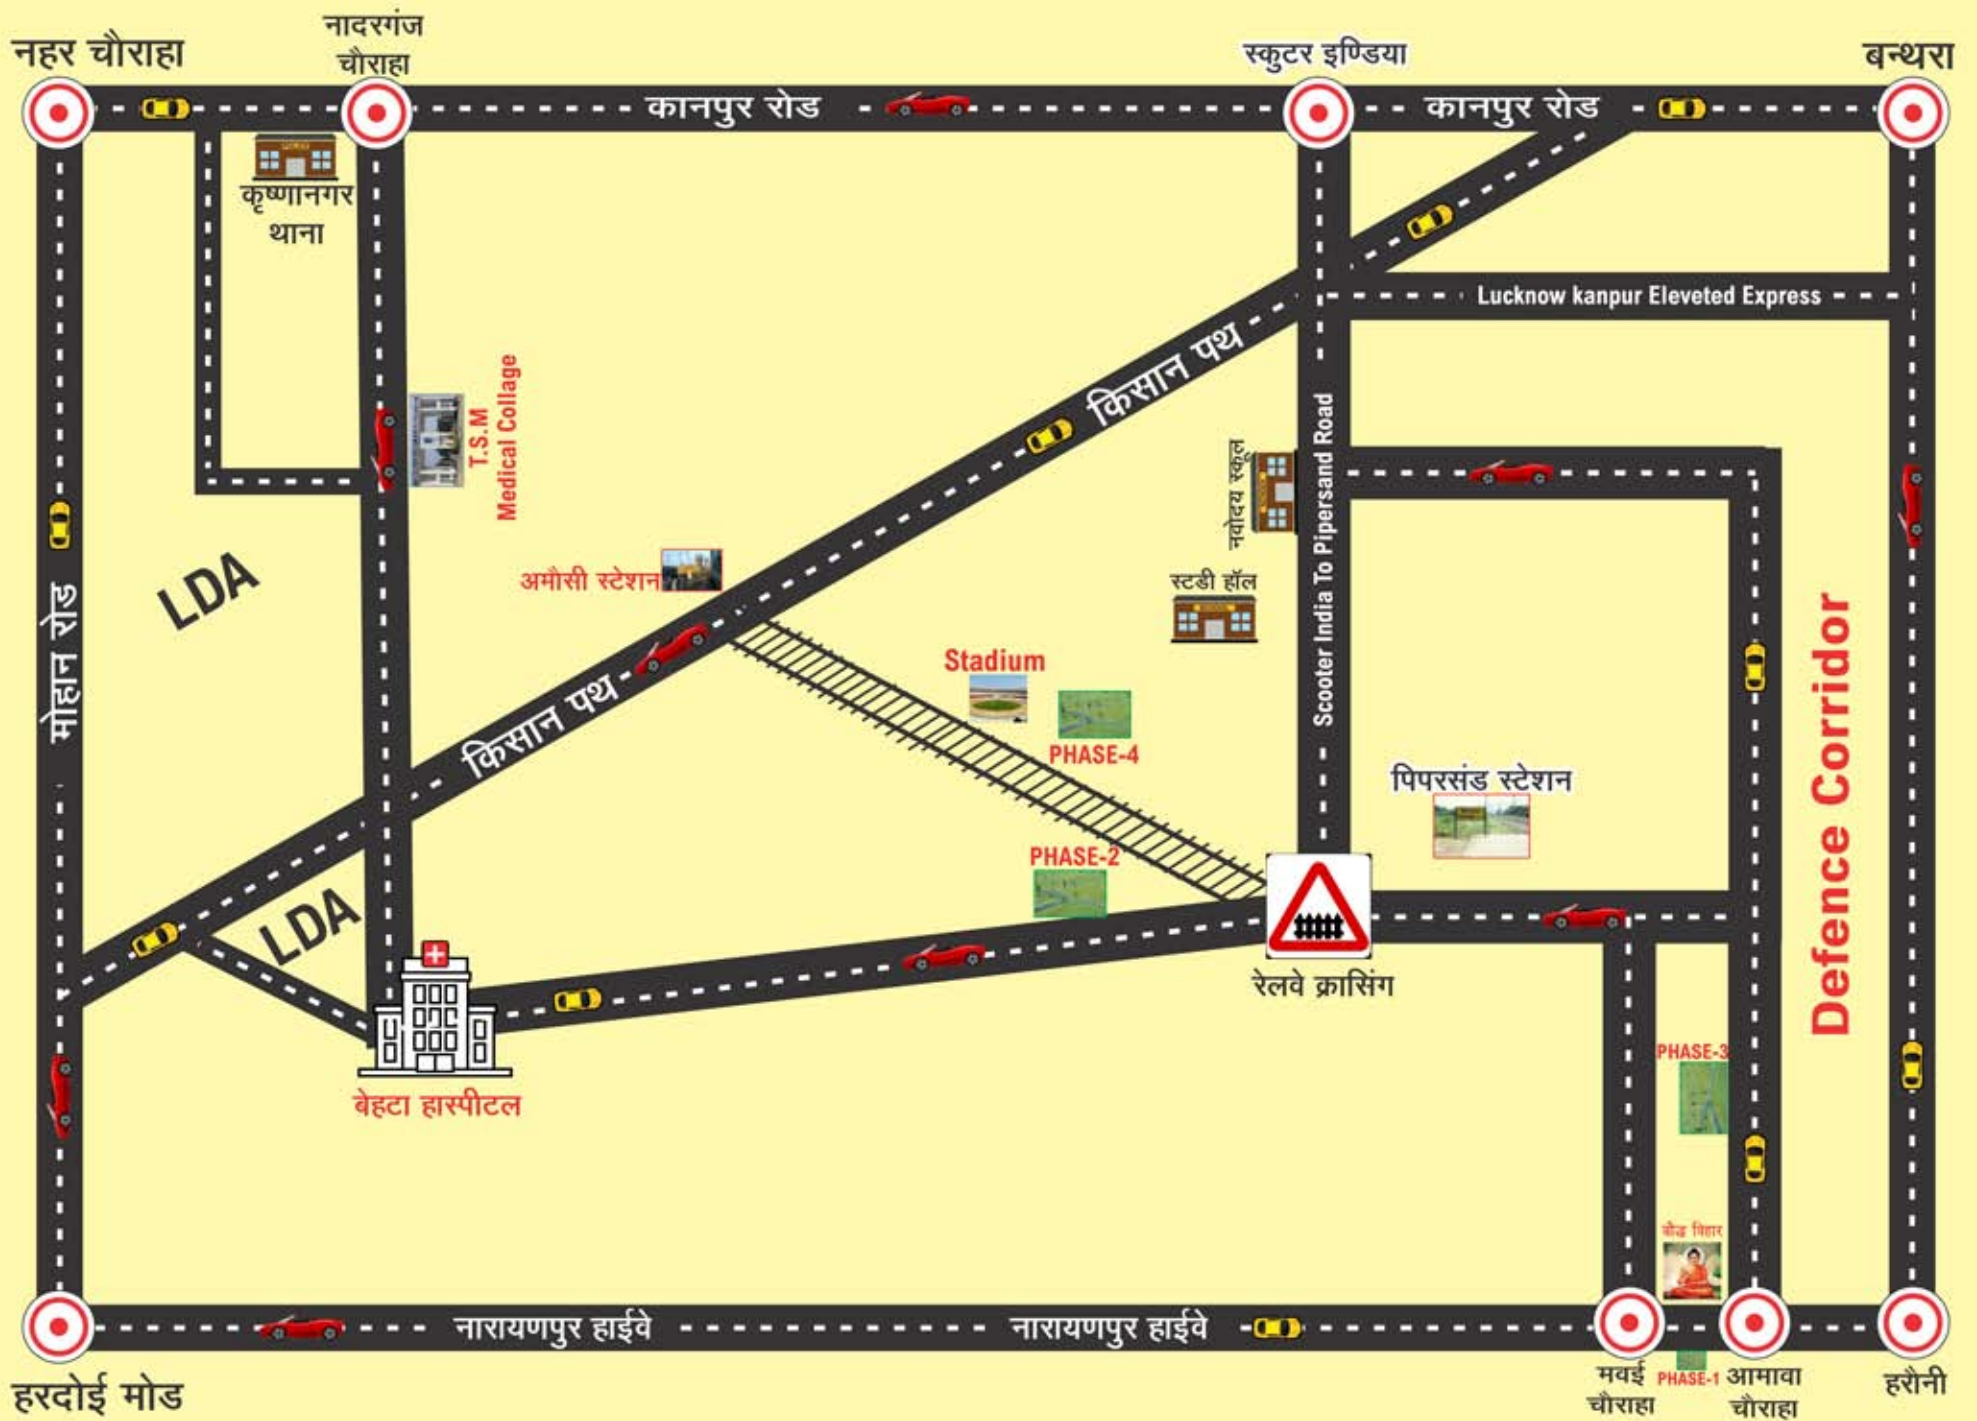 नहर चौराहा
नादरगंज
चौराहा
स्कुटर इण्डिया
बन्थरा
कानपुर रोड
कानपुर रोड
कृष्णानगर
थाना
Lucknow kanpur Eleveted Express
किसान पथ
T.S.M
Medical Collage
Scooter India To Pipersand Road
नवोदय स्कूल
अमौसी स्टेशन
स्टडी हॉल
LDA
मोहान रोड
Stadium
PHASE-4
किसान पथ
पिपरसंड स्टेशन
Defence Corridor
PHASE-2
LDA
रेलवे क्रासिंग
बेहटा हास्पीटल
PHASE-3
बौद्ध विहार
नारायणपुर हाईवे
नारायणपुर हाईवे
हरदोई मोड
मवई
चौराहा
PHASE-1
आमावा
चौराहा
हरौनी